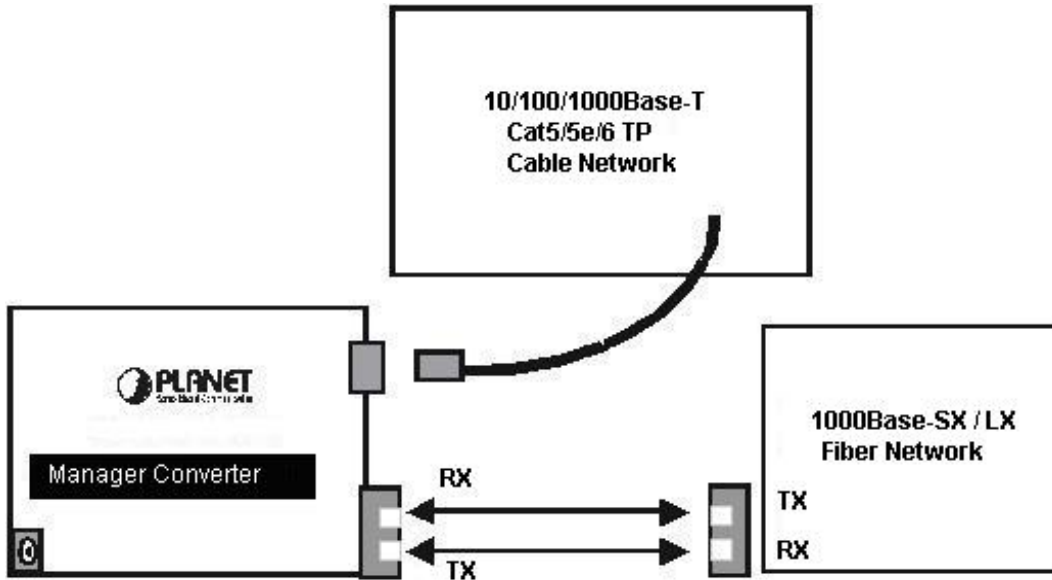 10/100/1000Base-T
Cat5/5e/6 TP
Cable Network
PLANET
Manager Converter
1000Base-SX / LX
Fiber Network
RX
TX
TX
RX